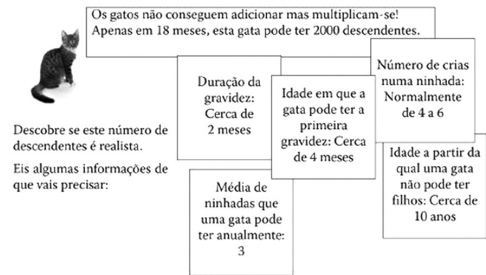 Os gatos não conseguem adicionar mas multiplicam-se!
Apenas em 18 meses, esta gata pode ter 2000 descendentes.
Número de crias
numa ninhada:
Normalmente
de 4 a 6
Duração da
gravidez:
Cerca de
2 meses
Idade em que a
gata pode ter a
primeira
gravidez: Cerca
de 4 meses
Descobre se este número de
descendentes é realista.
Eis algumas informações de
que vais precisar:
Idade a partir da
qual uma gata
não pode ter
filhos: Cerca de
10 anos
Média de
ninhadas que
uma gata pode
ter anualmente:
3